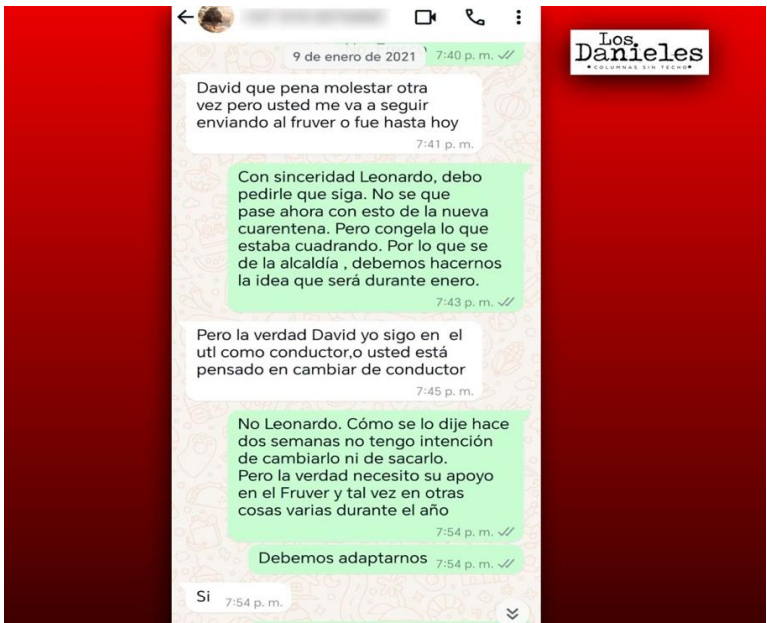 9 de enero de 2021
7:40 p. m.
Los
Danieles
COLUMNAS SIN TECHO
David que pena molestar otra
vez pero usted me va a seguir
enviando al fruver o fue hasta hoy
7:41 p. m.
Con sinceridad Leonardo, debo
pedirle que siga. No se que
pase ahora con esto de la nueva
cuarentena. Pero congela lo que
estaba cuadrando. Por lo que se
de la alcaldía , debemos hacernos
la idea que será durante enero.
7:43 p. m.
Pero la verdad David yo sigo en el
utl como conductor,o usted está
pensado en cambiar de conductor
7:45 p. m.
No Leonardo. Cómo se lo dije hace
dos semanas no tengo intención
de cambiarlo ni de sacarlo.
Pero la verdad necesito su apoyo
en el Fruver y tal vez en otras
cosas varias durante el año
7:54 p. m.
Debemos adaptarnos 7:54 p. m.
Si 7:54 p. m.